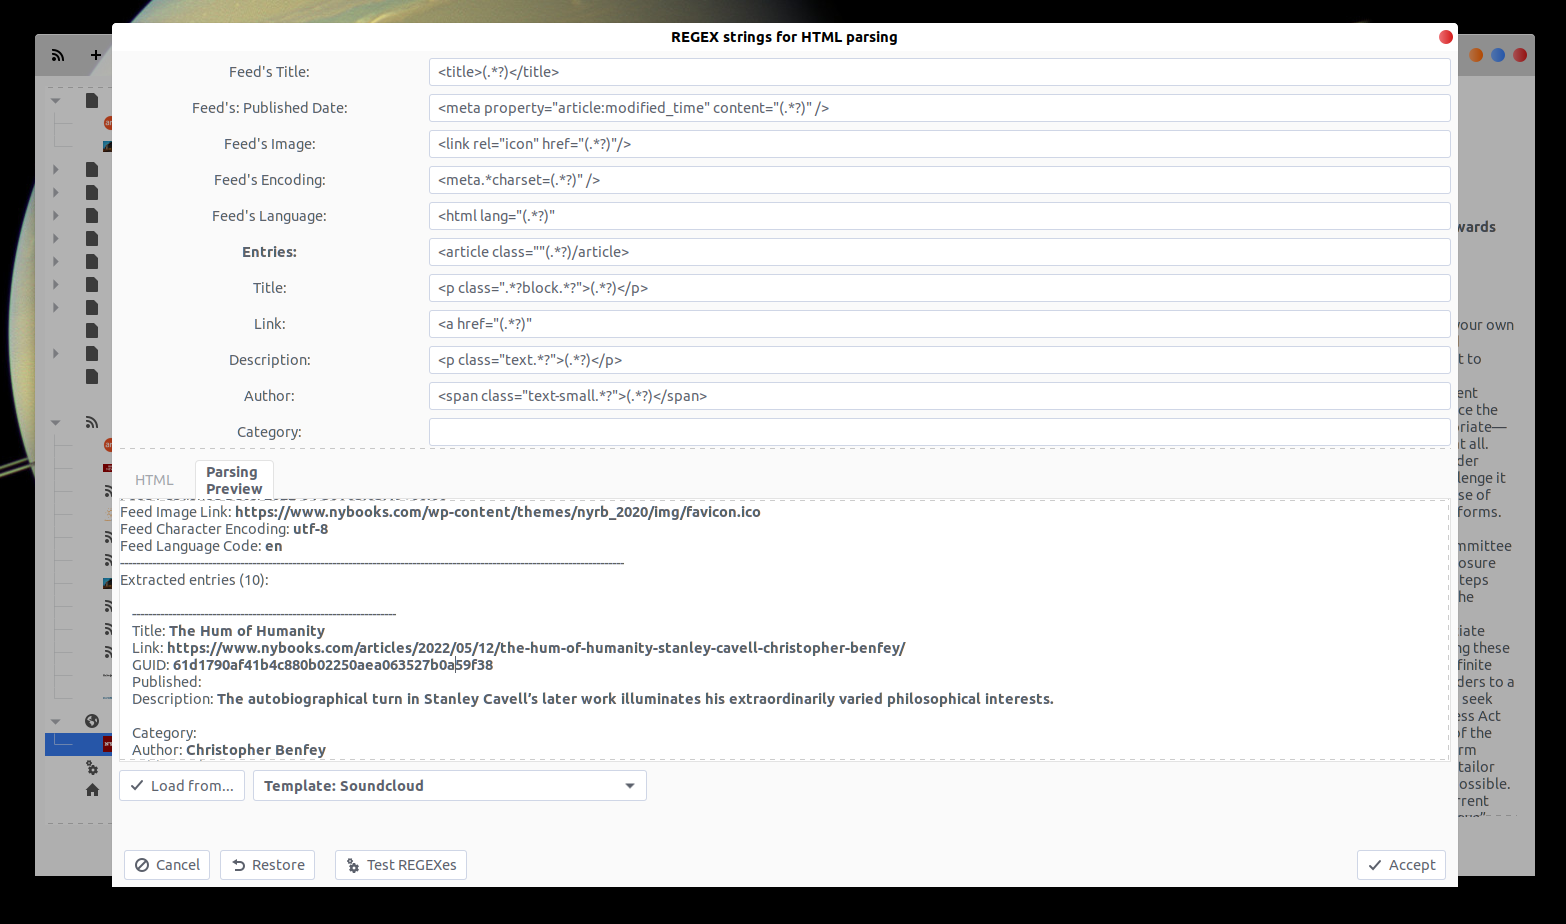 REGEX strings for HTML parsing
Feed's Title: <title>(.*?)</title>
Feed's: Published Date: <meta property="article:modified_time" content="(.*?)" />
Feed's Image: <link rel="icon" href="(.*?)"/>
Feed's Encoding: <meta.*charset=(.*?)" />
Feed's Language: <html lang="(.*?)"
Entries: <article class=""(.*?)/article>
Title: <p class=".*?block.*?">(.*?)</p>
Link: <a href="(.*?)"
Description: <p class="text.*?">(.*?)</p>
Author: <span class="text-small.*?">(.*?)</span>
Category:
HTML
Parsing
Preview
Feed Image Link: https://www.nybooks.com/wp-content/themes/nyrb_2020/img/favicon.ico
Feed Character Encoding: utf-8
Feed Language Code: en
Extracted entries (10):
Title: The Hum of Humanity
Link: https://www.nybooks.com/articles/2022/05/12/the-hum-of-humanity-stanley-cavell-christopher-benfey/
GUID: 61d1790af41b4c880b02250aea063527b0a59f38
Published:
Description: The autobiographical turn in Stanley Cavell’s later work illuminates his extraordinarily varied philosophical interests.
Category:
Author: Christopher Benfey
Load from...
Template: Soundcloud
Cancel
Restore
Test REGEXes
Accept
wards
your own
t to
ent
ce the
riate—
t all.
der
lenge it
se of
forms.
mmittee
osure
teps
he
iate
ng these
finite
ders to a
seek
ess Act
of the
rm
tailor
ossible.
rrent